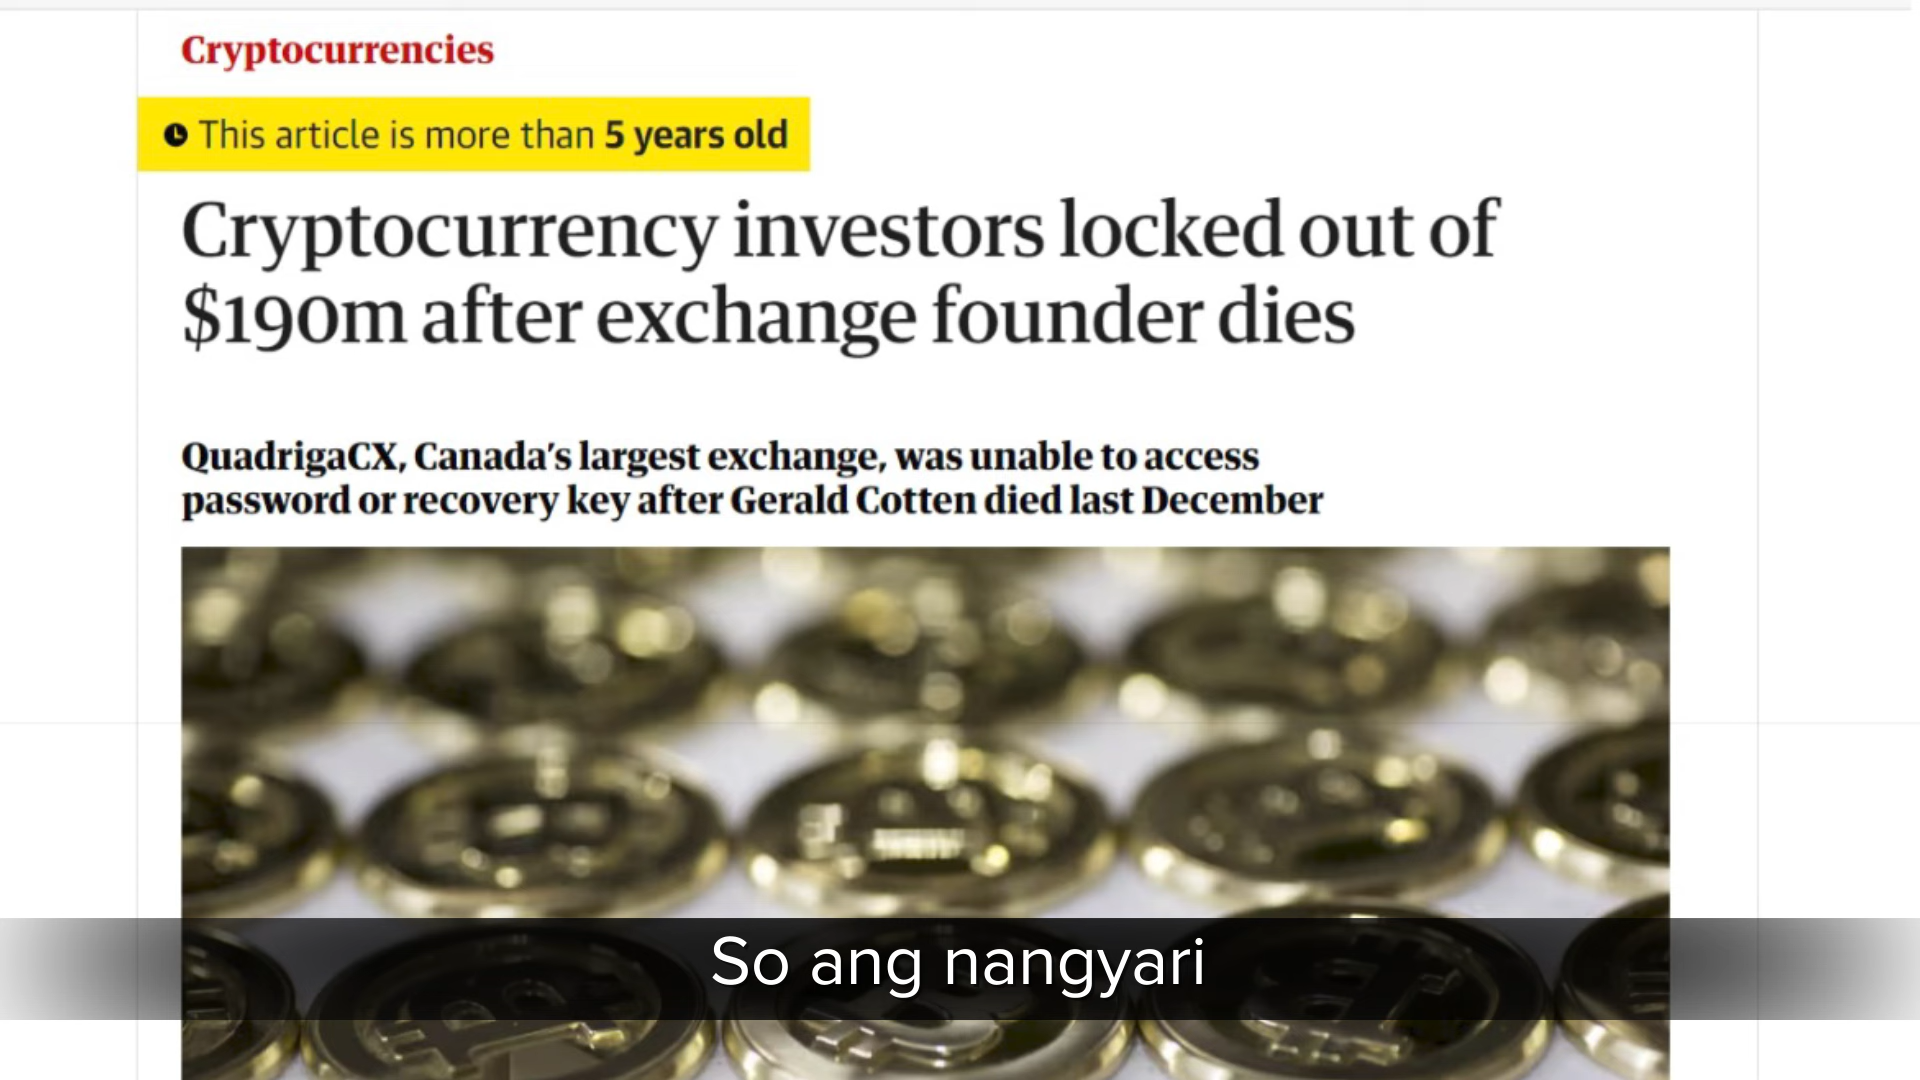 Cryptocurrencies
This article is more than 5 years old
Cryptocurrency investors locked out of
$190m after exchange founder dies
QuadrigaCX, Canada's largest exchange, was unable to access
password or recovery key after Gerald Cotten died last December
So ang nangyari